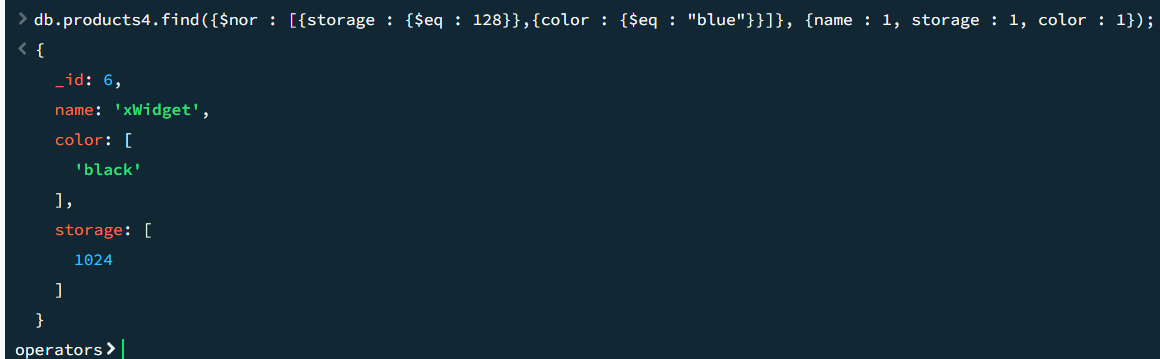 > db.products4.find({$nor : [{storage : {$eq : 128}},{color : {$eq : "blue"}}]}, {name : 1, storage : 1, color : 1});
< {
_id: 6,
name: 'xWidget',
color: [
'black'
],
storage: [
1024
]
}
operators>